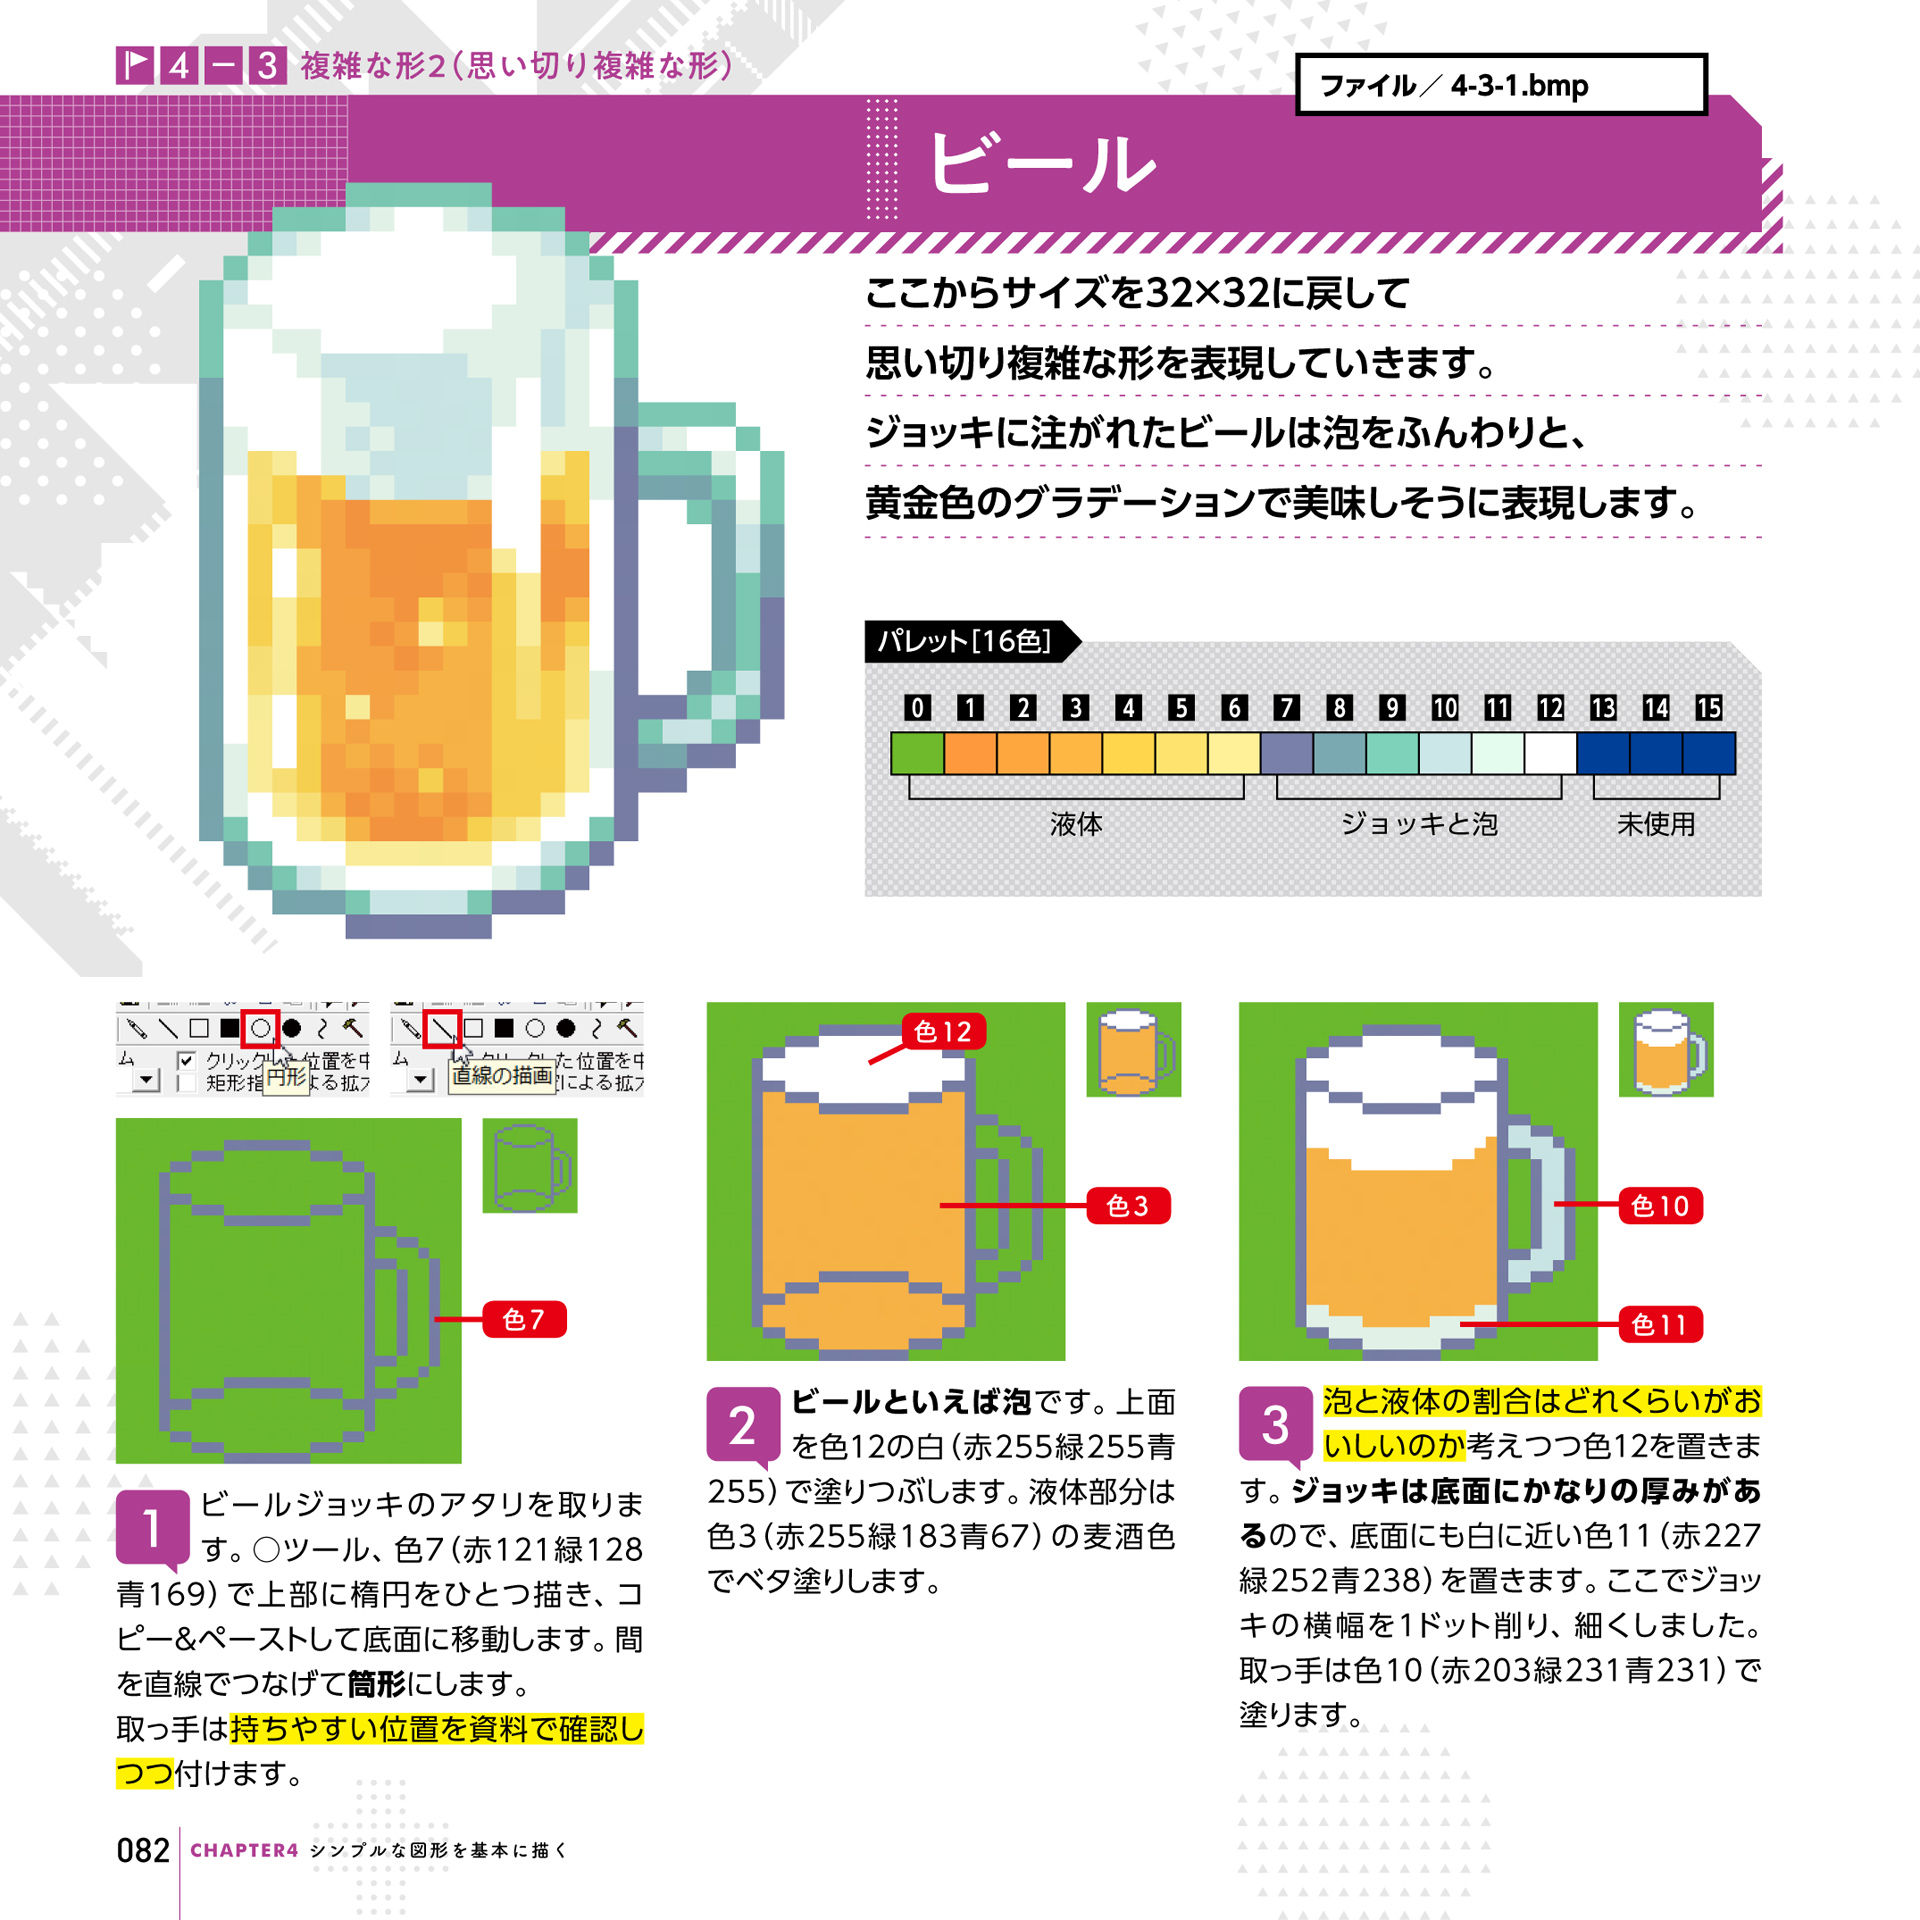 4-3 複雑な形2（思い切り複雑な形）
ファイル／ 4-3-1.bmp
ビール
ここからサイズを32×32に戻して
思い切り複雑な形を表現していきます。
ジョッキに注がれたビールは泡をふんわりと、
黄金色のグラデーションで美味しそうに表現します。
パレット［16色］
0 1 2 3 4 5 6 7 8 9 10 11 12 13 14 15
液体 ジョッキと泡 未使用
ム
クリック
位置を中
矩形指
円形
よる拡大
ム
た位置を中
直線の描画
による拡大
色7
色12
色3
色10
色11
1 ビールジョッキのアタリを取りま
す。○ツール、色7（赤121緑128
青169）で上部に楕円をひとつ描き、コ
ピー&ペーストして底面に移動します。間
を直線でつなげて筒形にします。
取っ手は持ちやすい位置を資料で確認し
つつ付けます。
2 ビールといえば泡です。上面
を色12の白（赤255緑255青
255）で塗りつぶします。液体部分は
色3（赤255緑183青67）の麦酒色
でベタ塗りします。
3 泡と液体の割合はどれくらいがお
いしいのか考えつつ色12を置きま
す。ジョッキは底面にかなりの厚みがあ
るので、底面にも白に近い色11（赤227
緑252青238）を置きます。ここでジョッ
キの横幅を1ドット削り、細くしました。
取っ手は色10（赤203緑231青231）で
塗ります。
082 CHAPTER4 シンプルな図形を基本に描く